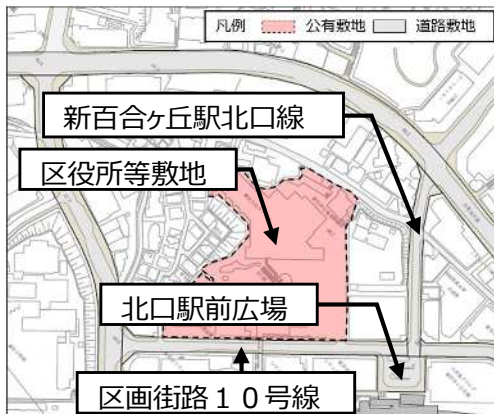 凡例 公有敷地 道路敷地
新百合ヶ丘駅北口線
区役所等敷地
北口駅前広場
区画街路１０号線